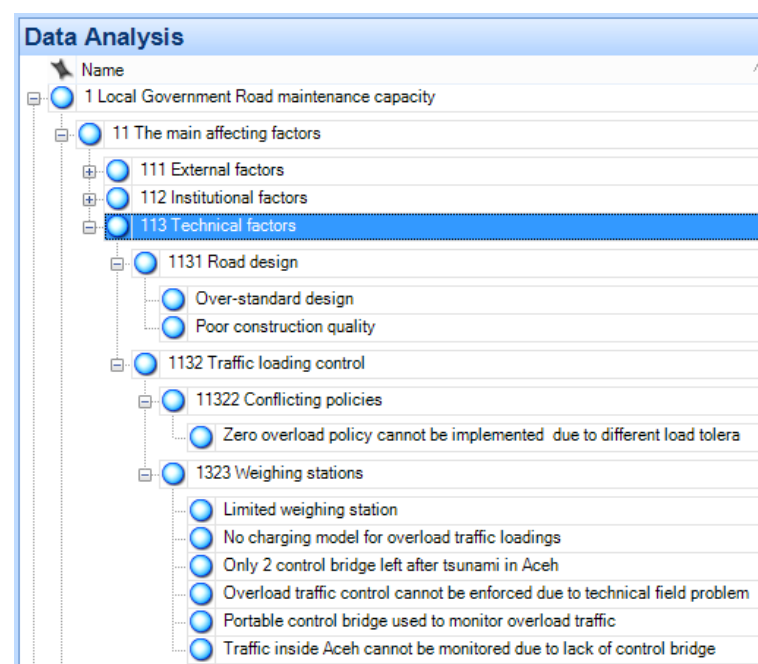 Data Analysis
Name
1 Local Government Road maintenance capacity
11 The main affecting factors
111 External factors
112 Institutional factors
113 Technical factors
1131 Road design
Over-standard design
Poor construction quality
1132 Traffic loading control
11322 Conflicting policies
Zero overload policy cannot be implemented due to different load tolera
1323 Weighing stations
Limited weighing station
No charging model for overload traffic loadings
Only 2 control bridge left after tsunami in Aceh
Overload traffic control cannot be enforced due to technical field problem
Portable control bridge used to monitor overload traffic
Traffic inside Aceh cannot be monitored due to lack of control bridge